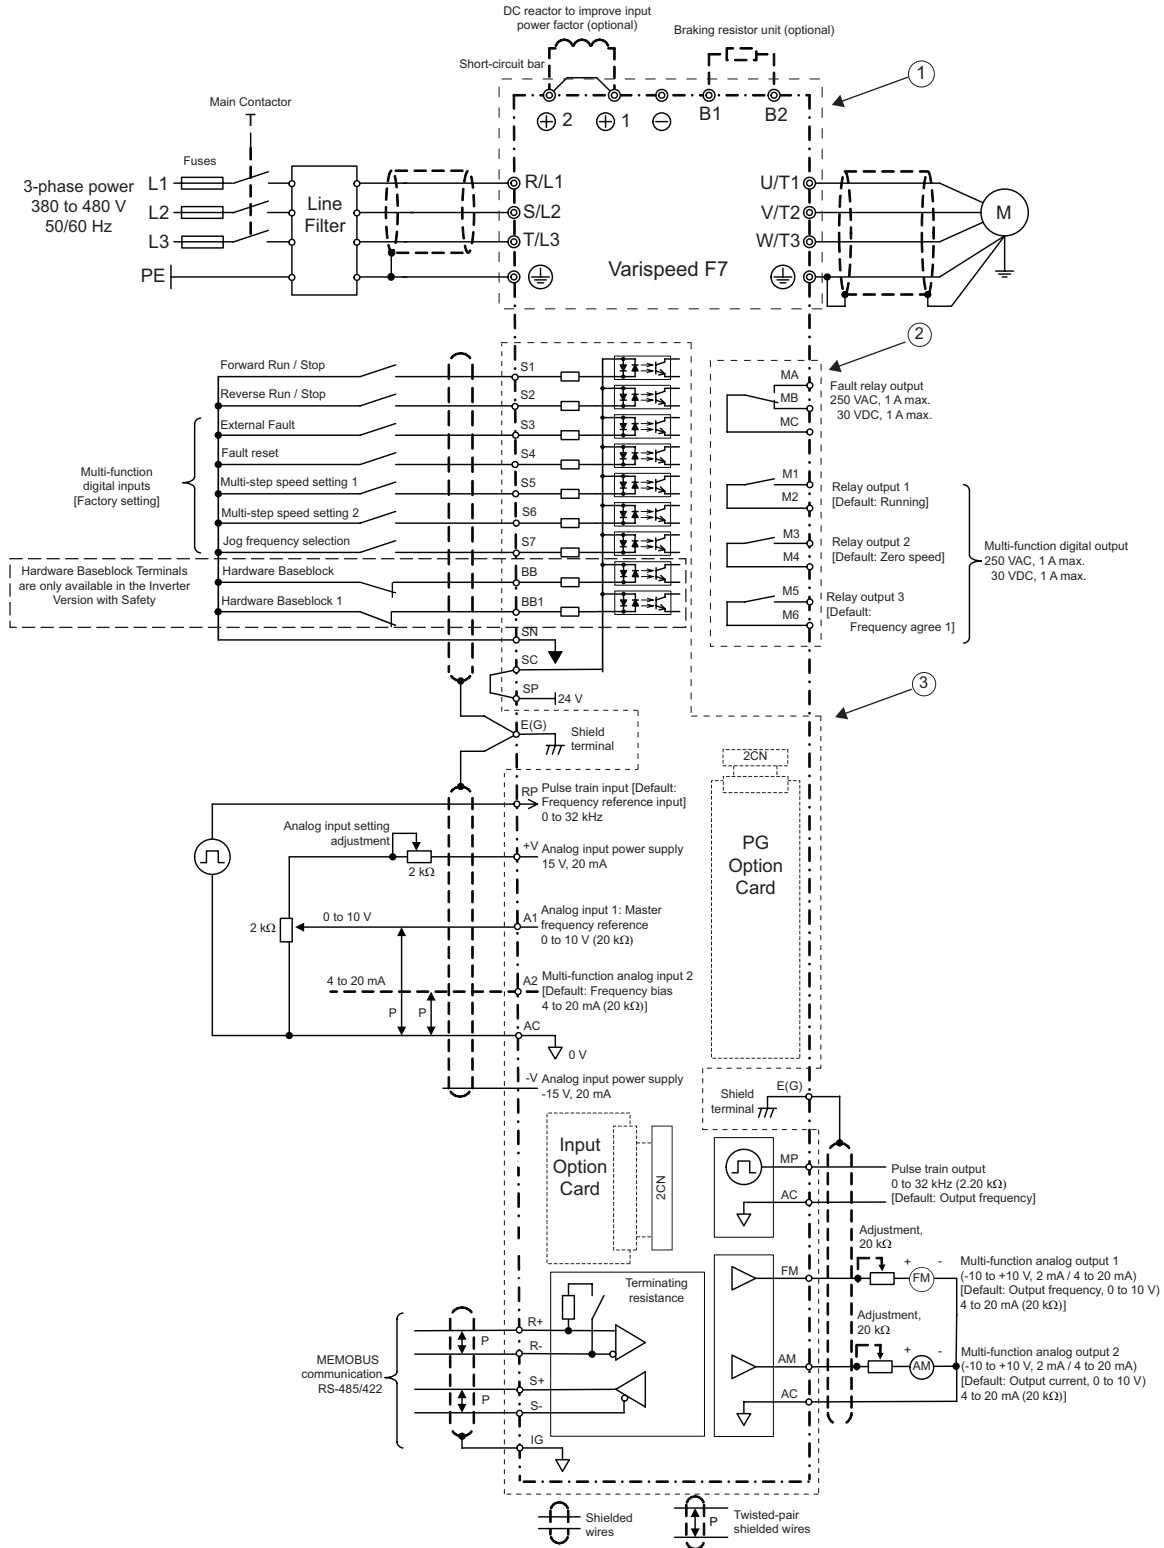 DC reactor to improve input
power factor (optional)
Braking resistor unit (optional)
Short-circuit bar
1
Main Contactor
2
1
B1
B2
Fuses
3-phase power
380 to 480 V
50/60 Hz
L1
L2
L3
PE
Line
Filter
R/L1
S/L2
T/L3
U/T1
V/T2
W/T3
M
Varispeed F7
2
Forward Run / Stop
Reverse Run / Stop
External Fault
Fault reset
Multi-step speed setting 1
Multi-step speed setting 2
Jog frequency selection
Hardware Baseblock
Hardware Baseblock 1
Multi-function
digital inputs
[Factory setting]
Hardware Baseblock Terminals
are only available in the Inverter
Version with Safety
S1
S2
S3
S4
S5
S6
S7
BB
BB1
SN
SC
SP
24 V
E(G)
Shield
terminal
MA
MB
MC
Fault relay output
250 VAC, 1 A max.
30 VDC, 1 A max.
M1
M2
Relay output 1
[Default: Running]
M3
M4
Relay output 2
[Default: Zero speed]
M5
M6
Relay output 3
[Default:
Frequency agree 1]
Multi-function digital output
250 VAC, 1 A max.
30 VDC, 1 A max.
3
2CN
PG
Option
Card
RP
Pulse train input [Default:
Frequency reference input]
0 to 32 kHz
Analog input setting
adjustment
2 kΩ
+V
Analog input power supply
15 V, 20 mA
2 kΩ
0 to 10 V
A1
Analog input 1: Master
frequency reference
0 to 10 V (20 kΩ)
4 to 20 mA
A2
Multi-function analog input 2
[Default: Frequency bias
4 to 20 mA (20 kΩ)]
P
P
AC
0 V
-V
Analog input power supply
-15 V, 20 mA
Shield
terminal
E(G)
Input
Option
Card
2CN
MP
AC
Pulse train output
0 to 32 kHz (2.20 kΩ)
[Default: Output frequency]
Adjustment,
20 kΩ
FM
+
-
FM
Multi-function analog output 1
(-10 to +10 V, 2 mA / 4 to 20 mA)
[Default: Output frequency, 0 to 10 V)
4 to 20 mA (20 kΩ)]
Adjustment,
20 kΩ
AM
+
-
AM
AC
Multi-function analog output 2
(-10 to +10 V, 2 mA / 4 to 20 mA)
[Default: Output current, 0 to 10 V)
4 to 20 mA (20 kΩ)]
Terminating
resistance
MEMOBUS
communication
RS-485/422
P
P
R+
R-
S+
S-
IG
Shielded
wires
P
Twisted-pair
shielded wires